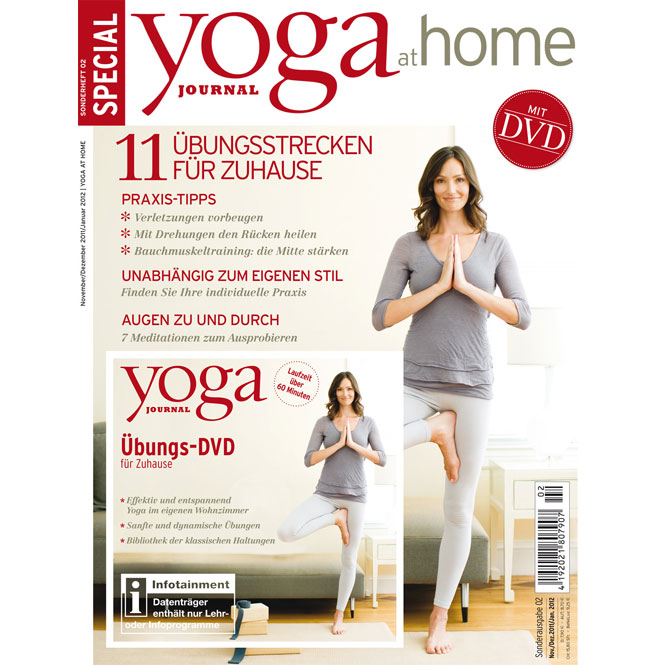 SPECIAL
SONDERHEFT 02
yoga
JOURNAL
at home
MIT
DVD
November/Dezember 2011/Januar 2012 | YOGA AT HOME
11 ÜBUNGSSTRECKEN
FÜR ZUHAUSE
PRAXIS-TIPPS
* Verletzungen vorbeugen
* Mit Drehungen den Rücken heilen
* Bauchmuskeltraining: die Mitte stärken
UNABHÄNGIG ZUM EIGENEN STIL
Finden Sie Ihre individuelle Praxis
AUGEN ZU UND DURCH
7 Meditationen zum Ausprobieren
yoga
JOURNAL
Laufzeit
über
60 Minuten
Übungs-DVD
für Zuhause
* Effektiv und entspannend
Yoga im eigenen Wohnzimmer
* Sanfte und dynamische Übungen
* Bibliothek der klassischen Haltungen
i Infotainment
Datenträger
enthält nur Lehr-
oder Infoprogramme
02
4 192021 807907
Sonderausgabe 02
Nov./Dez.2011/Jan. 2012